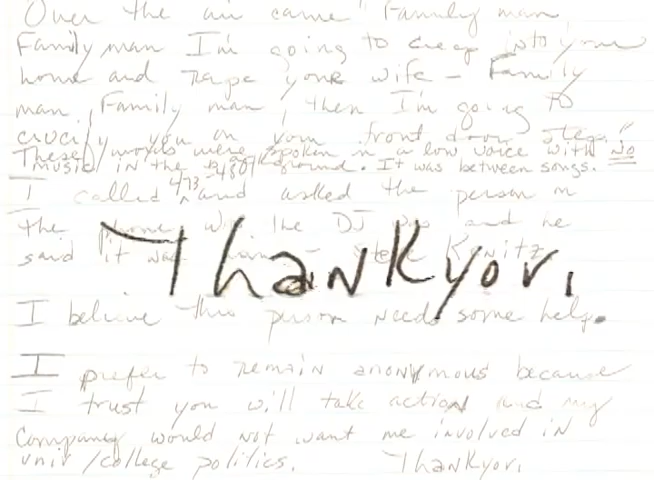 Over the air came "Family man,
Family man I'm going to creep into your
home and rape your wife - Family
man, Family man, then I'm going to
crucify you on your front door steps."
These words were spoken in a low voice with no
music in the background. It was between songs.
I called and asked the person on
the phone who the DJ was and he
said it was
Thankyou.
I believe this person needs some help.
I prefer to remain anonymous because
I trust you will take action and my
company would not want me involved in
univ/college politics. Thankyou.